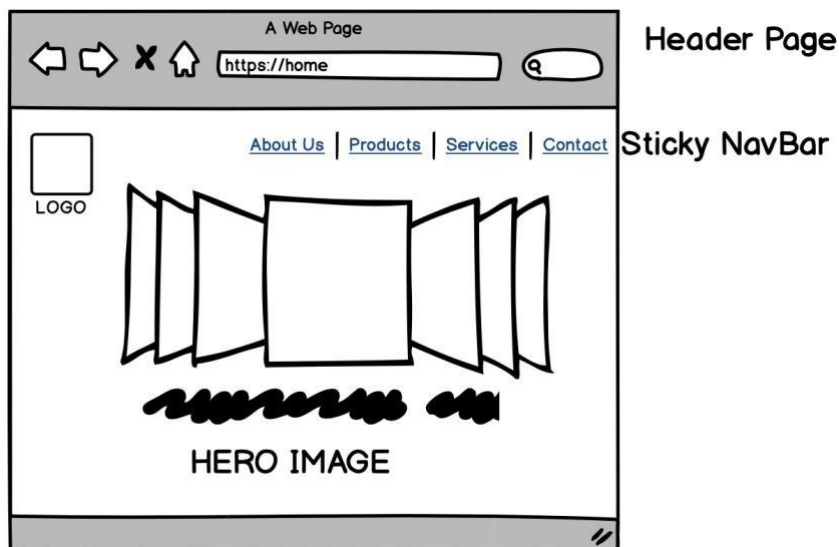 A Web Page
Header Page
https://home
About Us | Products | Services | Contact
Sticky NavBar
LOGO
HERO IMAGE